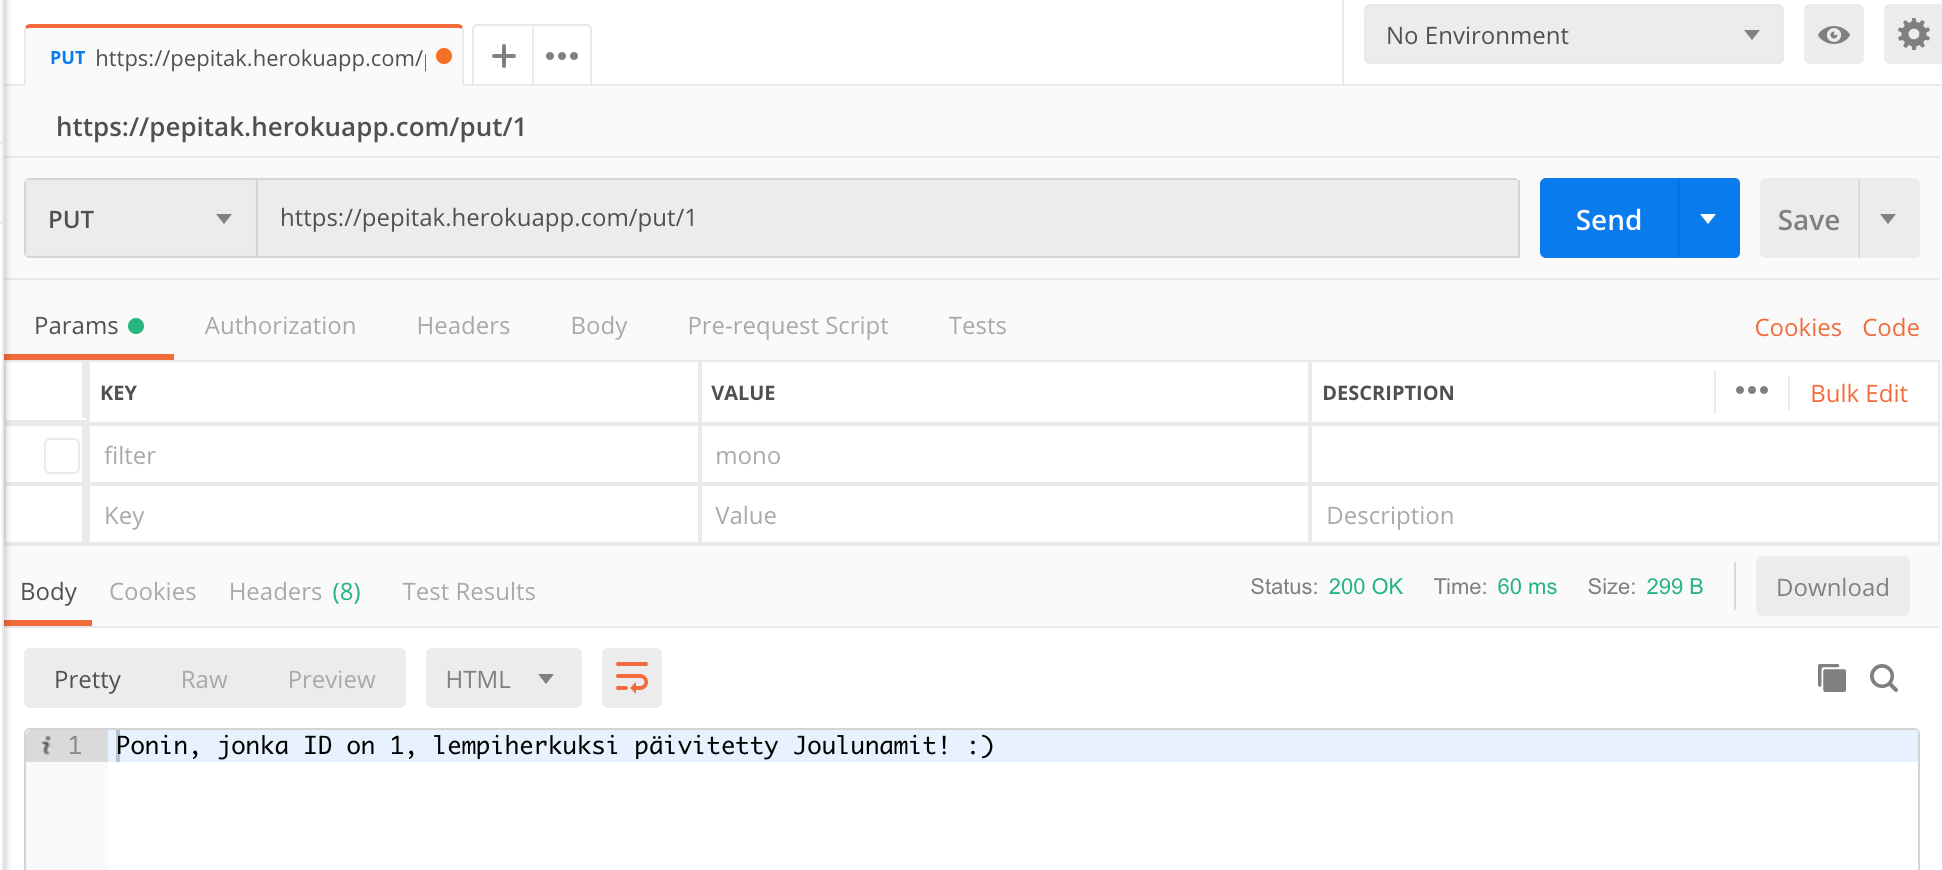 PUT https://pepitak.herokuapp.com/
No Environment
https://pepitak.herokuapp.com/put/1
PUT https://pepitak.herokuapp.com/put/1 Send Save
Params Authorization Headers Body Pre-request Script Tests Cookies Code
KEY VALUE DESCRIPTION Bulk Edit
filter mono
Key Value Description
Body Cookies Headers (8) Test Results Status: 200 OK Time: 60 ms Size: 299 B Download
Pretty Raw Preview HTML
i 1 Ponin, jonka ID on 1, lempiherkuksi päivitetty Joulunamit! :)